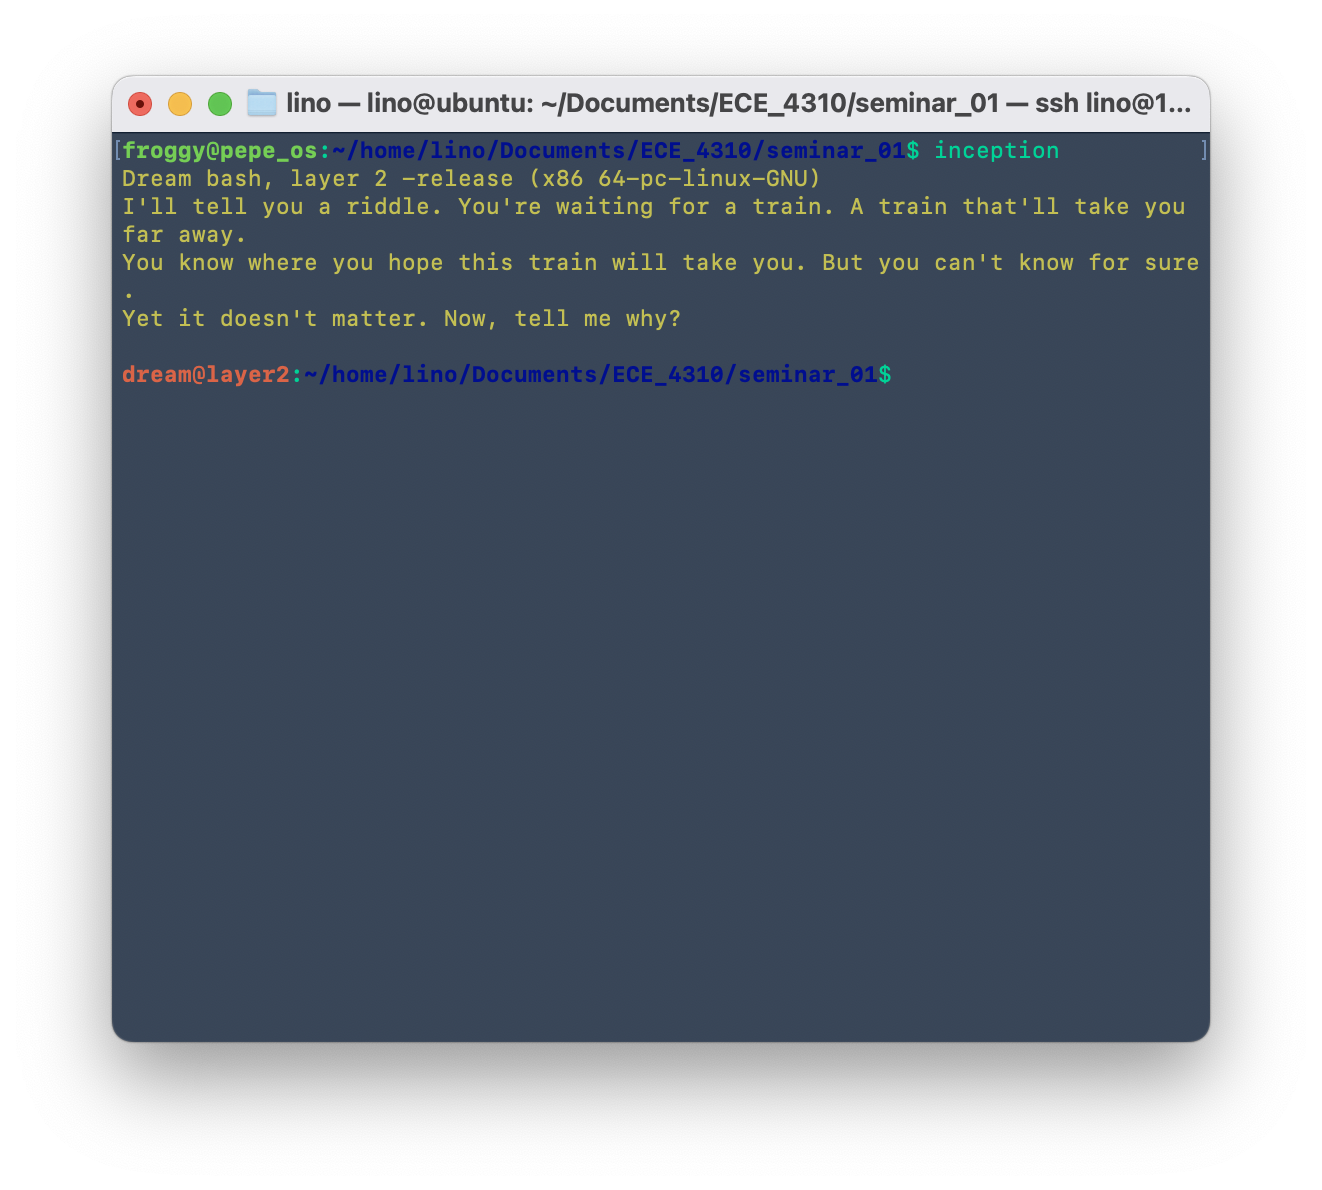 lino — lino@ubuntu: ~/Documents/ECE_4310/seminar_01 — ssh lino@1...
[froggy@pepe_os:~/home/lino/Documents/ECE_4310/seminar_01$ inception ]
Dream bash, layer 2 -release (x86 64-pc-linux-GNU)
I'll tell you a riddle. You're waiting for a train. A train that'll take you
far away.
You know where you hope this train will take you. But you can't know for sure
.
Yet it doesn't matter. Now, tell me why?
dream@layer2:~/home/lino/Documents/ECE_4310/seminar_01$